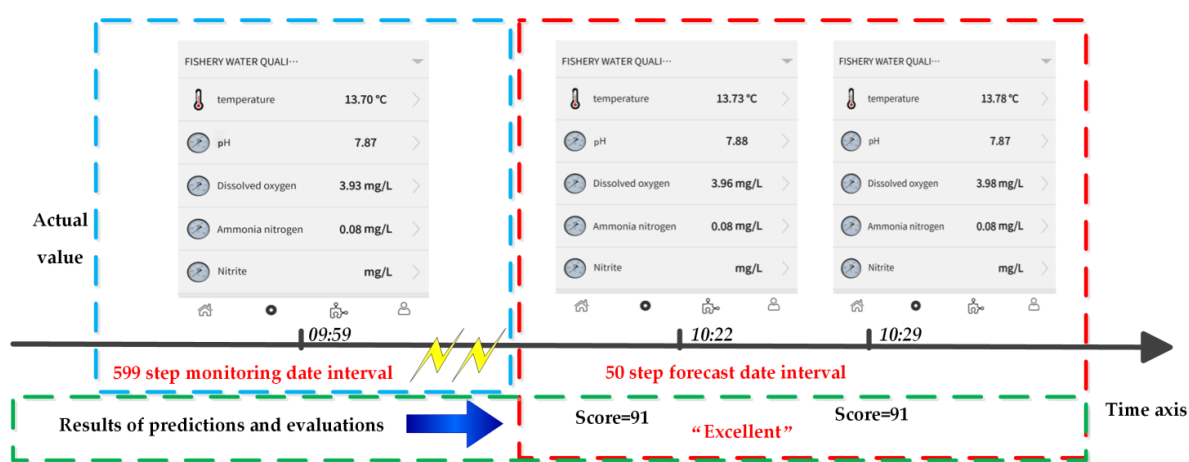 FISHERY WATER QUALI···
temperature 13.70 °C
pH 7.87
Dissolved oxygen 3.93 mg/L
Ammonia nitrogen 0.08 mg/L
Nitrite mg/L
FISHERY WATER QUALI···
temperature 13.73 °C
pH 7.88
Dissolved oxygen 3.96 mg/L
Ammonia nitrogen 0.08 mg/L
Nitrite mg/L
FISHERY WATER QUALI···
temperature 13.78 °C
pH 7.87
Dissolved oxygen 3.98 mg/L
Ammonia nitrogen 0.08 mg/L
Nitrite mg/L
Actual
value
09:59
10:22
10:29
599 step monitoring date interval
50 step forecast date interval
Results of predictions and evaluations
Score=91
“Excellent”
Score=91
Time axis